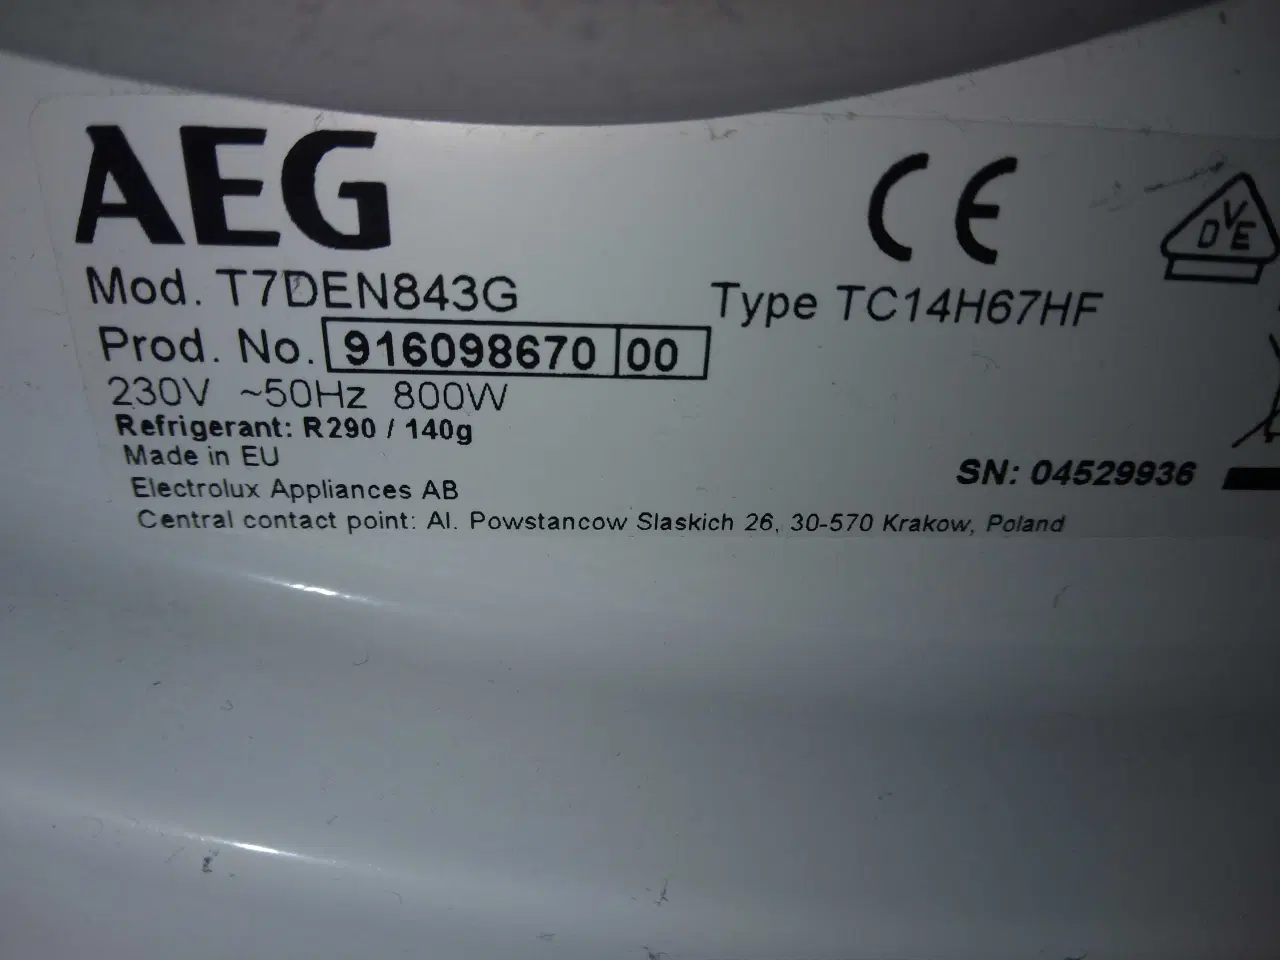 AEG
CE
DVE
Mod. T7DEN843G
Type TC14H67HF
Prod. No. 916098670 00
230V ~50Hz 800W
Refrigerant: R290 / 140g
Made in EU
SN: 04529936
Electrolux Appliances AB
Central contact point: Al. Powstancow Slaskich 26, 30-570 Krakow, Poland